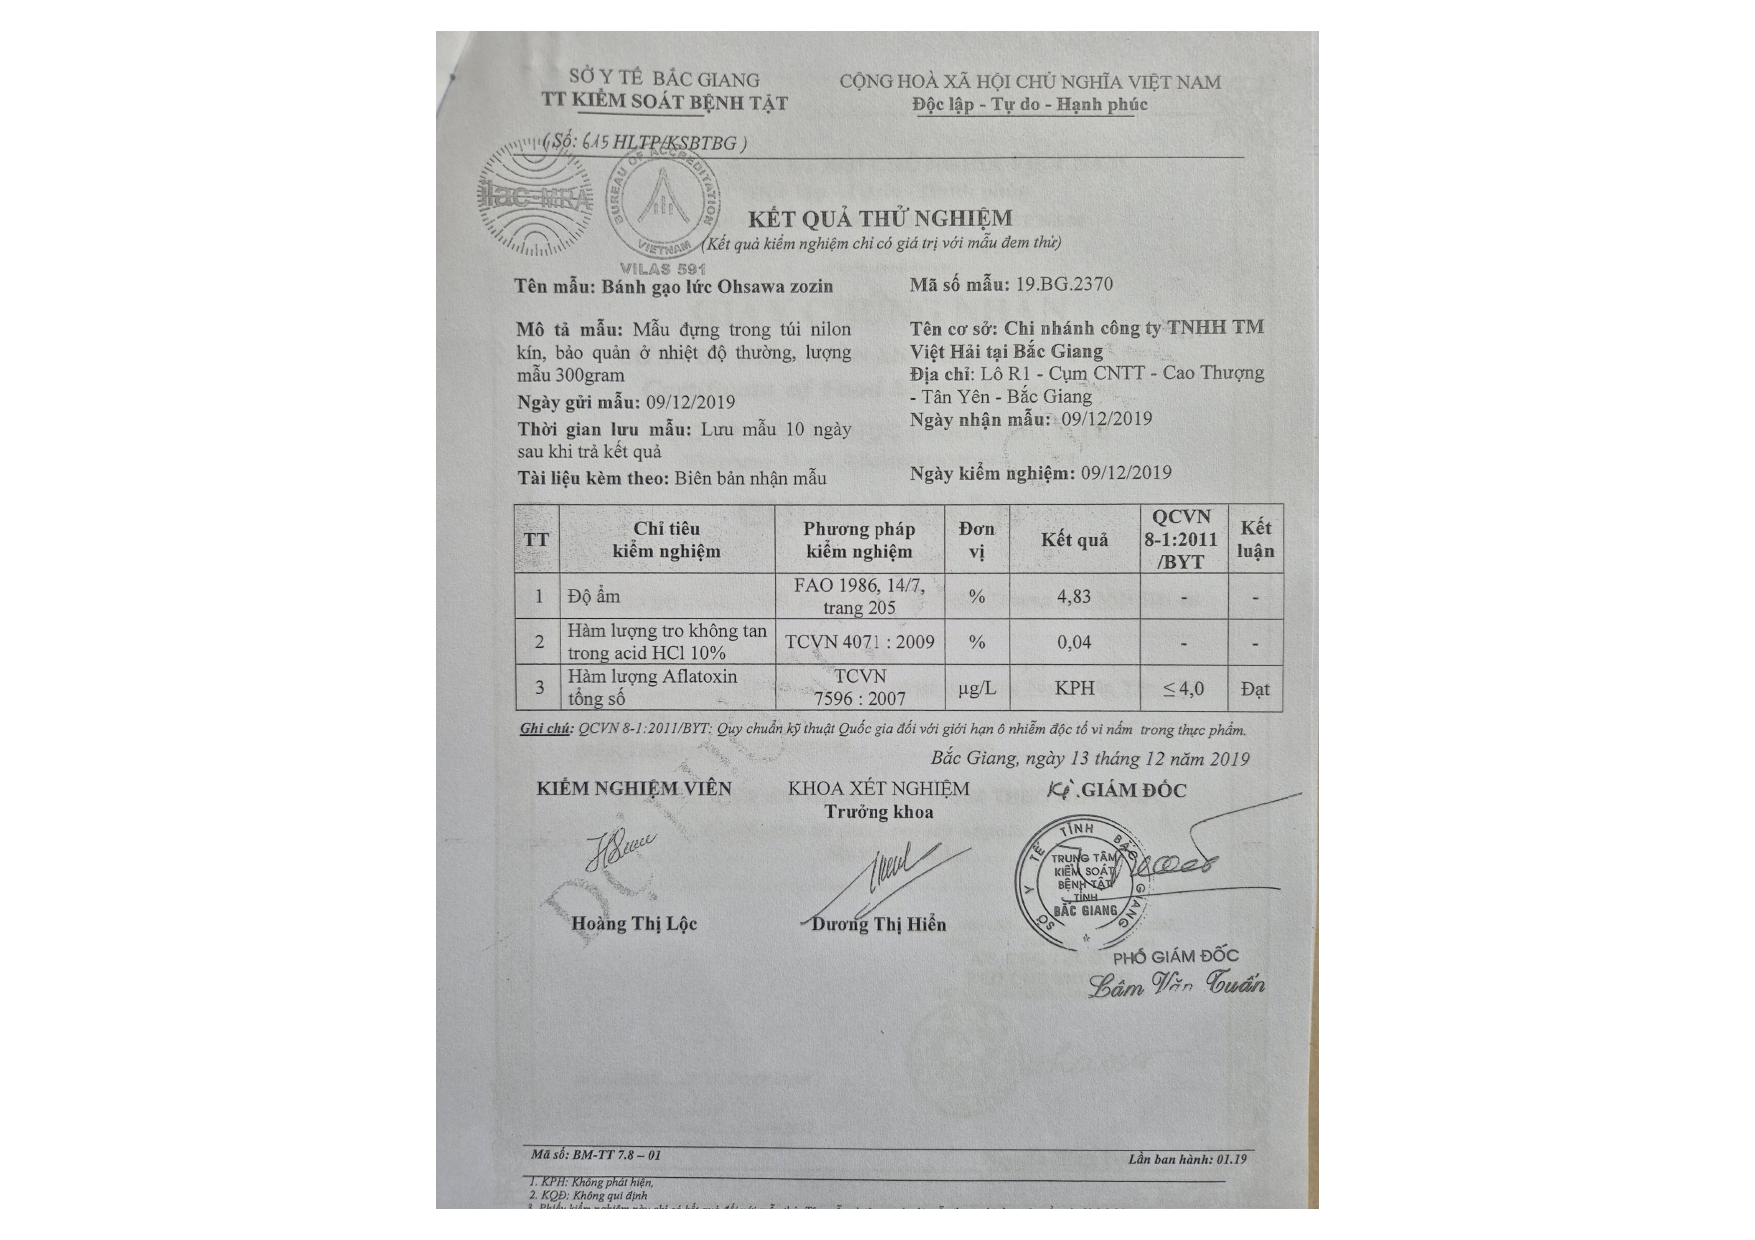 SỞ Y TẾ BẮC GIANG
TT KIỂM SOÁT BỆNH TẬT
CỘNG HOÀ XÃ HỘI CHỦ NGHĨA VIỆT NAM
Độc lập - Tự do - Hạnh phúc
(Số: 615 HLTP/KSBTBG)
ilac-MRA
BUREAU OF ACCREDITATION
VIETNAM
VILAS 591
KẾT QUẢ THỬ NGHIỆM
(Kết quả kiểm nghiệm chỉ có giá trị với mẫu đem thử)
Tên mẫu: Bánh gạo lức Ohsawa zozin
Mô tả mẫu: Mẫu đựng trong túi nilon
kín, bảo quản ở nhiệt độ thường, lượng
mẫu 300gram
Ngày gửi mẫu: 09/12/2019
Thời gian lưu mẫu: Lưu mẫu 10 ngày
sau khi trả kết quả
Tài liệu kèm theo: Biên bản nhận mẫu
Mã số mẫu: 19.BG.2370
Tên cơ sở: Chi nhánh công ty TNHH TM
Việt Hải tại Bắc Giang
Địa chỉ: Lô R1 - Cụm CNTT - Cao Thượng
- Tân Yên - Bắc Giang
Ngày nhận mẫu: 09/12/2019
Ngày kiểm nghiệm: 09/12/2019
TT Chỉ tiêu kiểm nghiệm Phương pháp kiểm nghiệm Đơn vị Kết quả QCVN 8-1:2011 /BYT Kết luận
1 Độ ẩm FAO 1986, 14/7, trang 205 % 4,83 - -
2 Hàm lượng tro không tan trong acid HCl 10% TCVN 4071 : 2009 % 0,04 - -
3 Hàm lượng Aflatoxin tổng số TCVN 7596 : 2007 µg/L KPH ≤ 4,0 Đạt
Ghi chú: QCVN 8-1:2011/BYT: Quy chuẩn kỹ thuật Quốc gia đối với giới hạn ô nhiễm độc tố vi nấm trong thực phẩm.
Bắc Giang, ngày 13 tháng 12 năm 2019
KIỂM NGHIỆM VIÊN
Hoàng Thị Lộc
KHOA XÉT NGHIỆM
Trưởng khoa
Dương Thị Hiển
GIÁM ĐỐC
SỞ Y TẾ TỈNH BẮC GIANG
TRUNG TÂM
KIỂM SOÁT
BỆNH TẬT
TỈNH
BẮC GIANG
PHÓ GIÁM ĐỐC
Lâm Văn Tuấn
Mã số: BM-TT 7.8 – 01
Lần ban hành: 01.19
1. KPH: Không phát hiện,
2. KQĐ: Không qui định